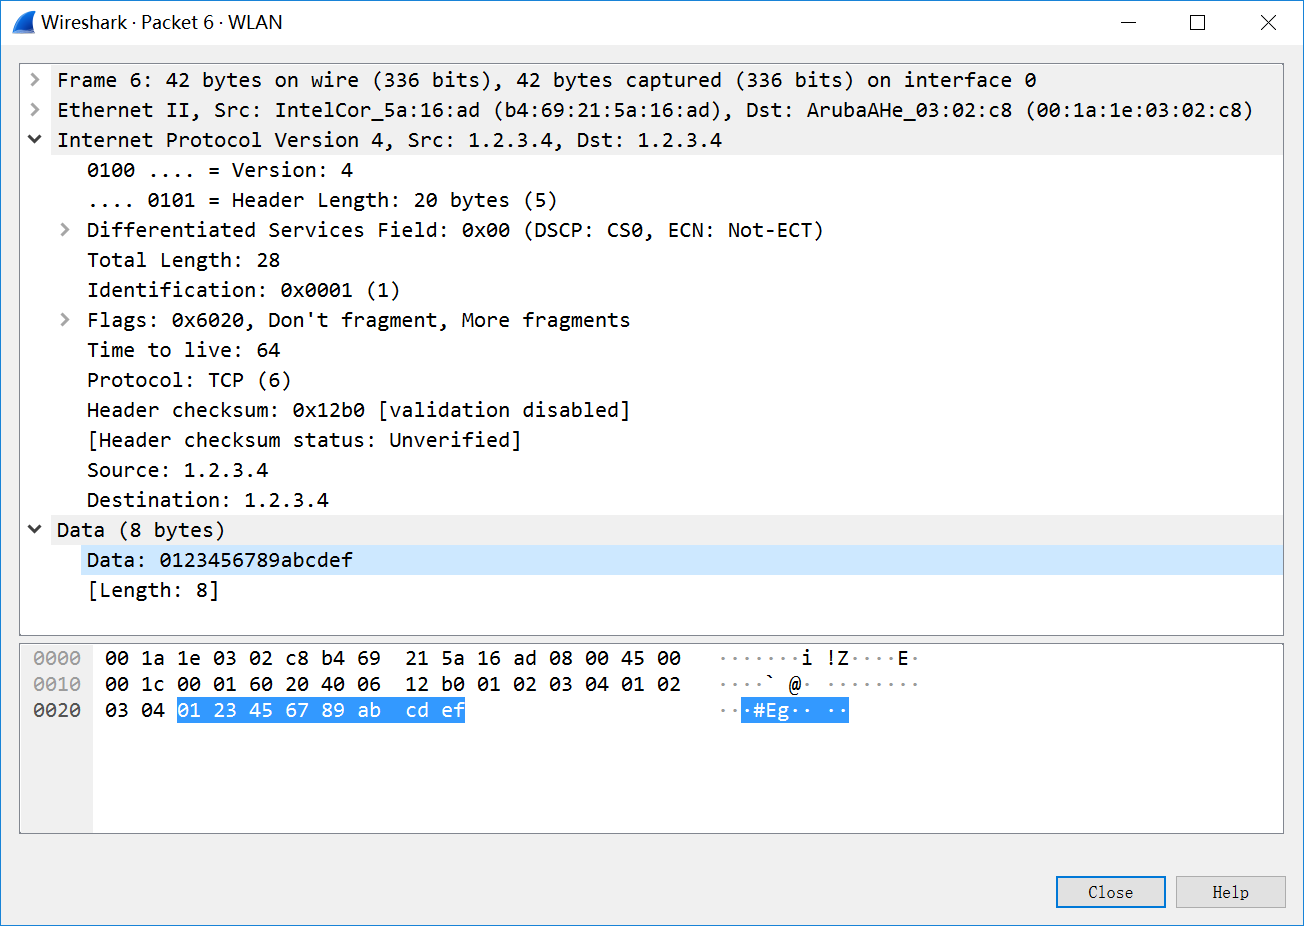 Wireshark · Packet 6 · WLAN
Frame 6: 42 bytes on wire (336 bits), 42 bytes captured (336 bits) on interface 0
Ethernet II, Src: IntelCor_5a:16:ad (b4:69:21:5a:16:ad), Dst: ArubaAHe_03:02:c8 (00:1a:1e:03:02:c8)
Internet Protocol Version 4, Src: 1.2.3.4, Dst: 1.2.3.4
0100 .... = Version: 4
.... 0101 = Header Length: 20 bytes (5)
Differentiated Services Field: 0x00 (DSCP: CS0, ECN: Not-ECT)
Total Length: 28
Identification: 0x0001 (1)
Flags: 0x6020, Don't fragment, More fragments
Time to live: 64
Protocol: TCP (6)
Header checksum: 0x12b0 [validation disabled]
[Header checksum status: Unverified]
Source: 1.2.3.4
Destination: 1.2.3.4
Data (8 bytes)
Data: 0123456789abcdef
[Length: 8]
0000 00 1a 1e 03 02 c8 b4 69 21 5a 16 ad 08 00 45 00 ·······i !Z····E·
0010 00 1c 00 01 60 20 40 06 12 b0 01 02 03 04 01 02 ····` @· ········
0020 03 04 01 23 45 67 89 ab cd ef ···#Eg·· ··
Close Help